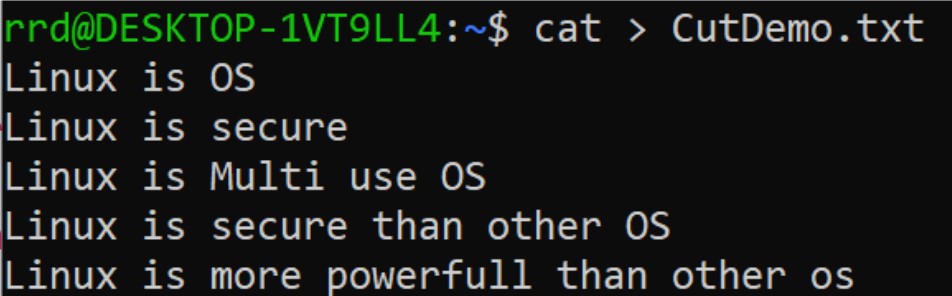 rrd@DESKTOP-1VT9LL4:~$ cat > CutDemo.txt
Linux is OS
Linux is secure
Linux is Multi use OS
Linux is secure than other OS
Linux is more powerfull than other os